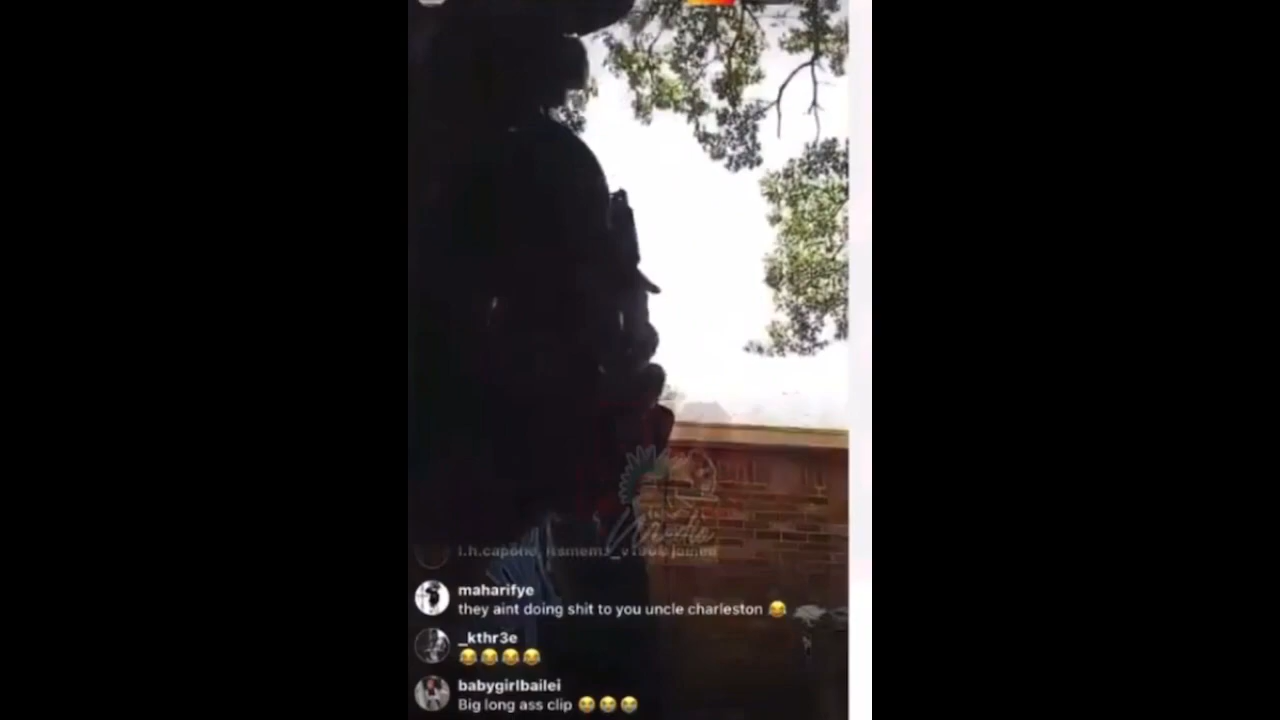 maharifye
they aint doing shit to you uncle charleston 😂
_kthr3e
😂😂😂😂
babygirlbailei
Big long ass clip 😂😂😂